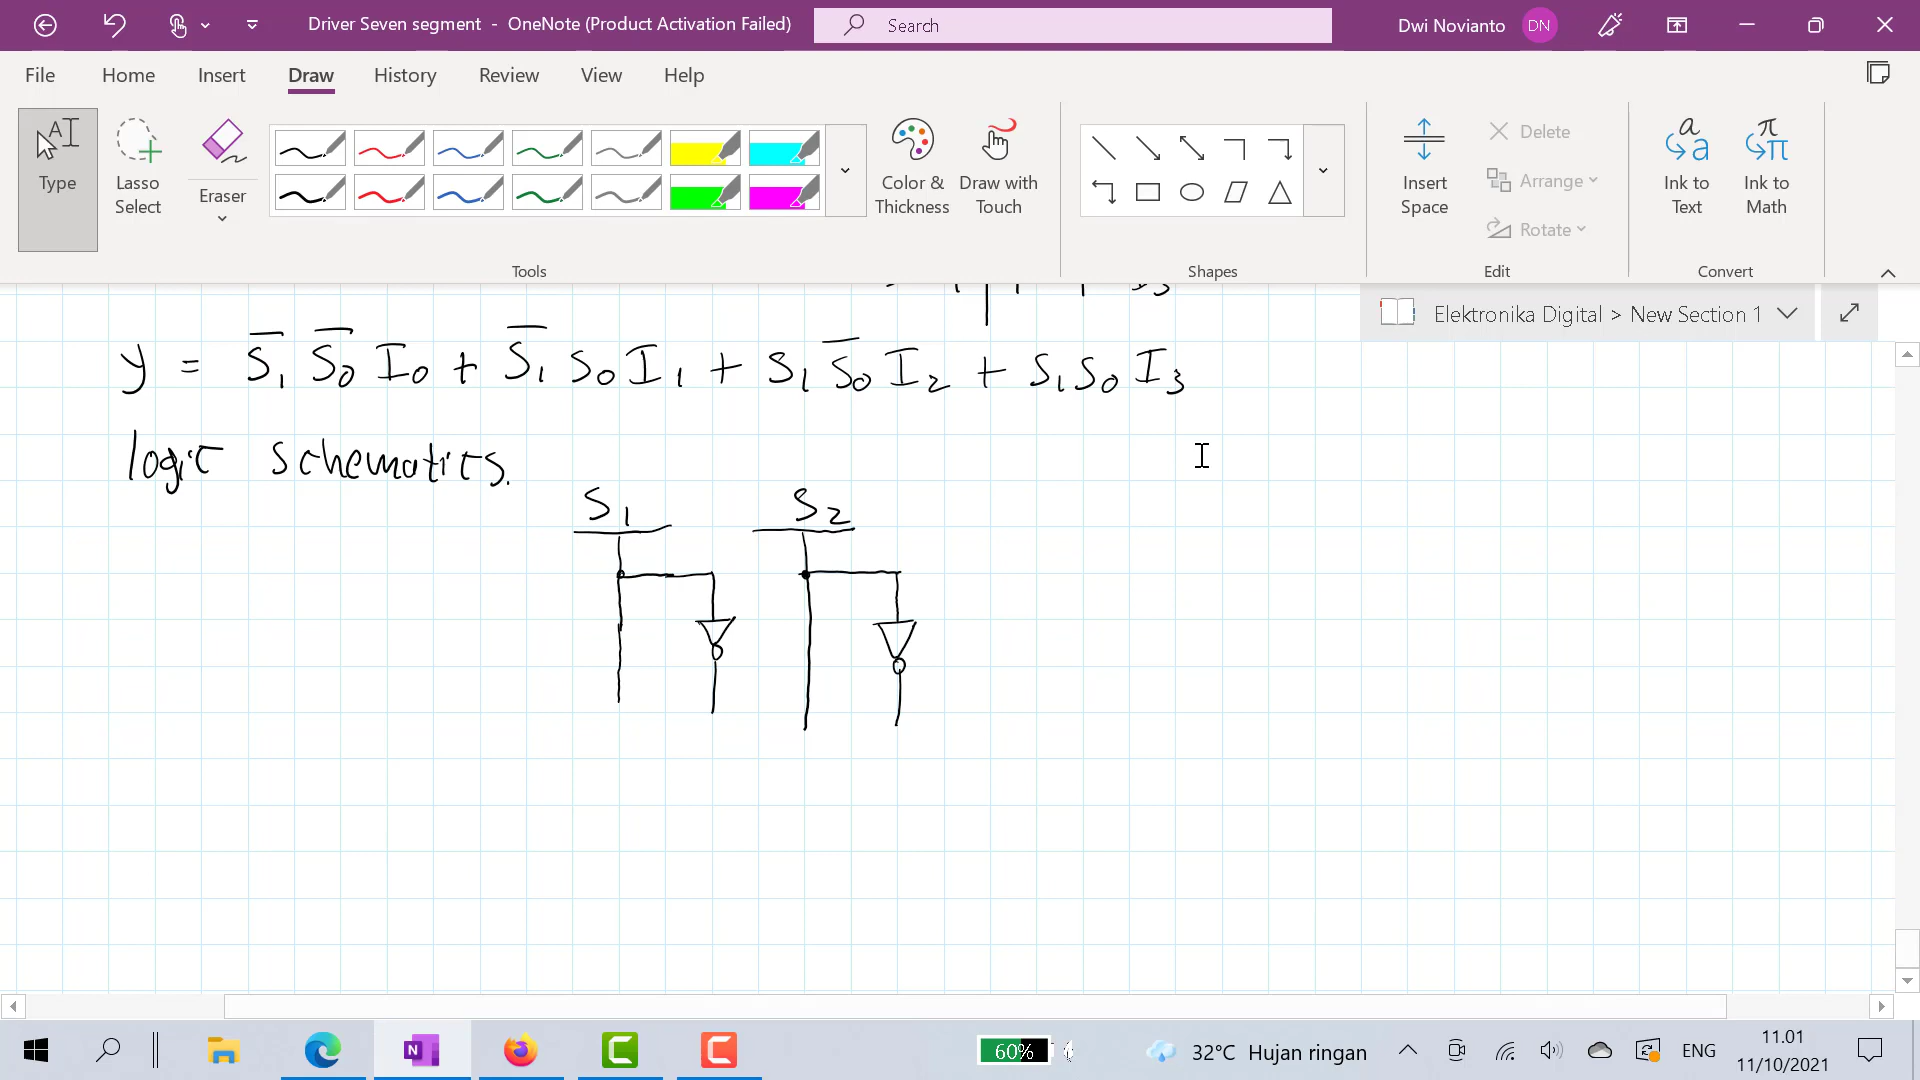 Driver Seven segment - OneNote (Product Activation Failed)
Search
Dwi Novianto DN
File Home Insert Draw History Review View Help
Type
Lasso Select
Eraser
Color & Thickness
Draw with Touch
Insert Space
Delete
Arrange
Rotate
Ink to Text
Ink to Math
Tools Shapes Edit Convert
Elektronika Digital > New Section 1
y = S̅₁ S̅₀ I₀ + S̅₁ S₀ I₁ + S₁ S̅₀ I₂ + S₁ S₀ I₃
logic schematics.
S₁ S₂
60% 32°C Hujan ringan ENG 11.01
11/10/2021